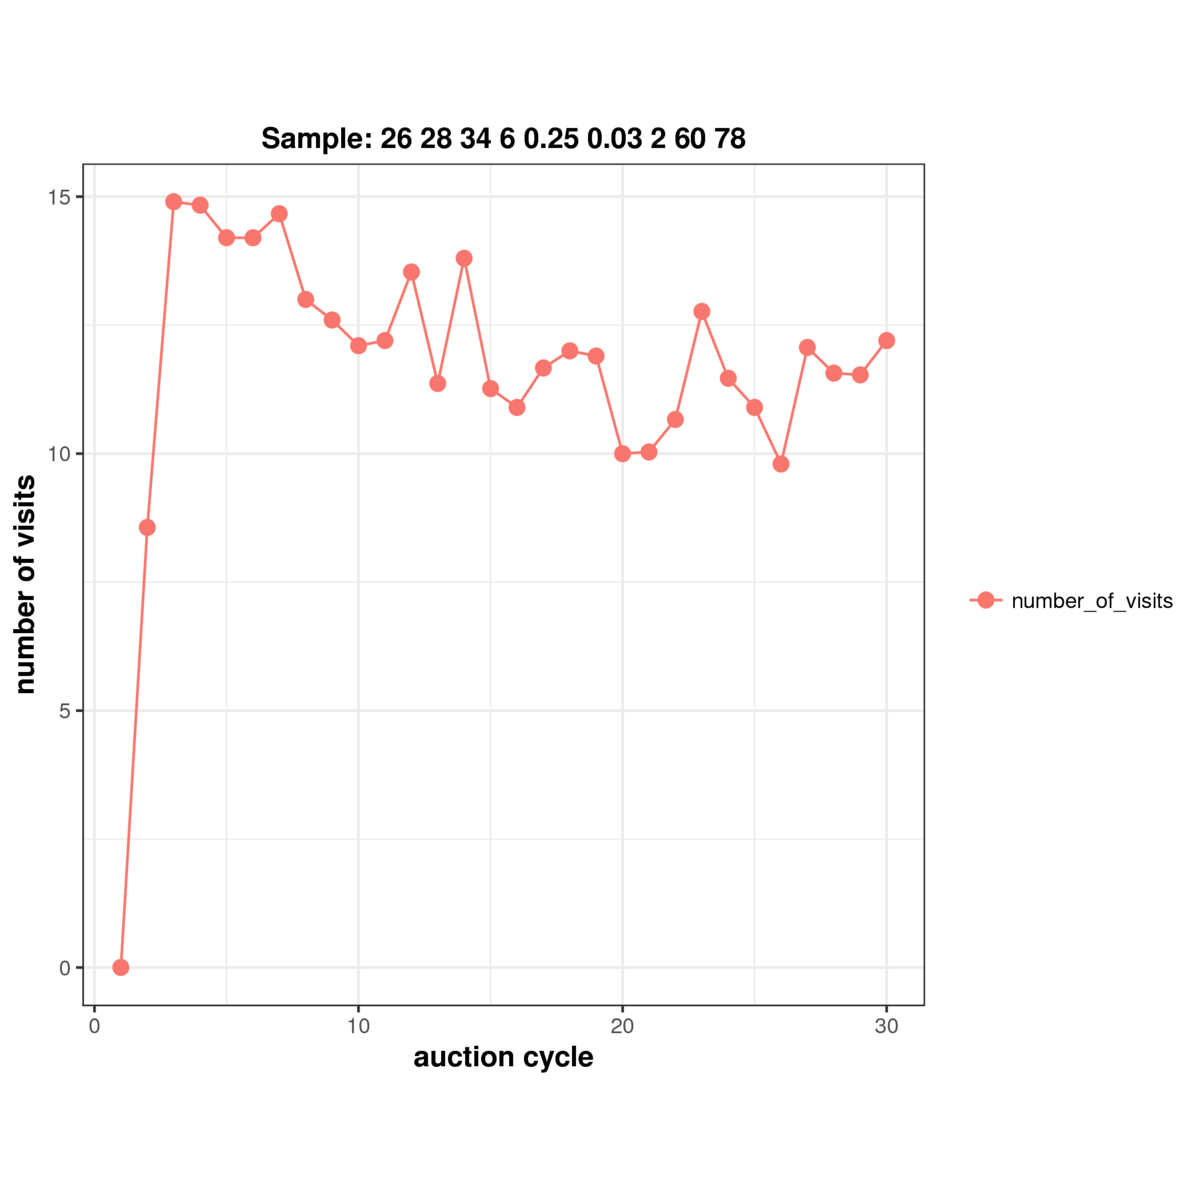 Sample: 26 28 34 6 0.25 0.03 2 60 78
15
10
5
0
number of visits
0 10 20 30
auction cycle
number_of_visits